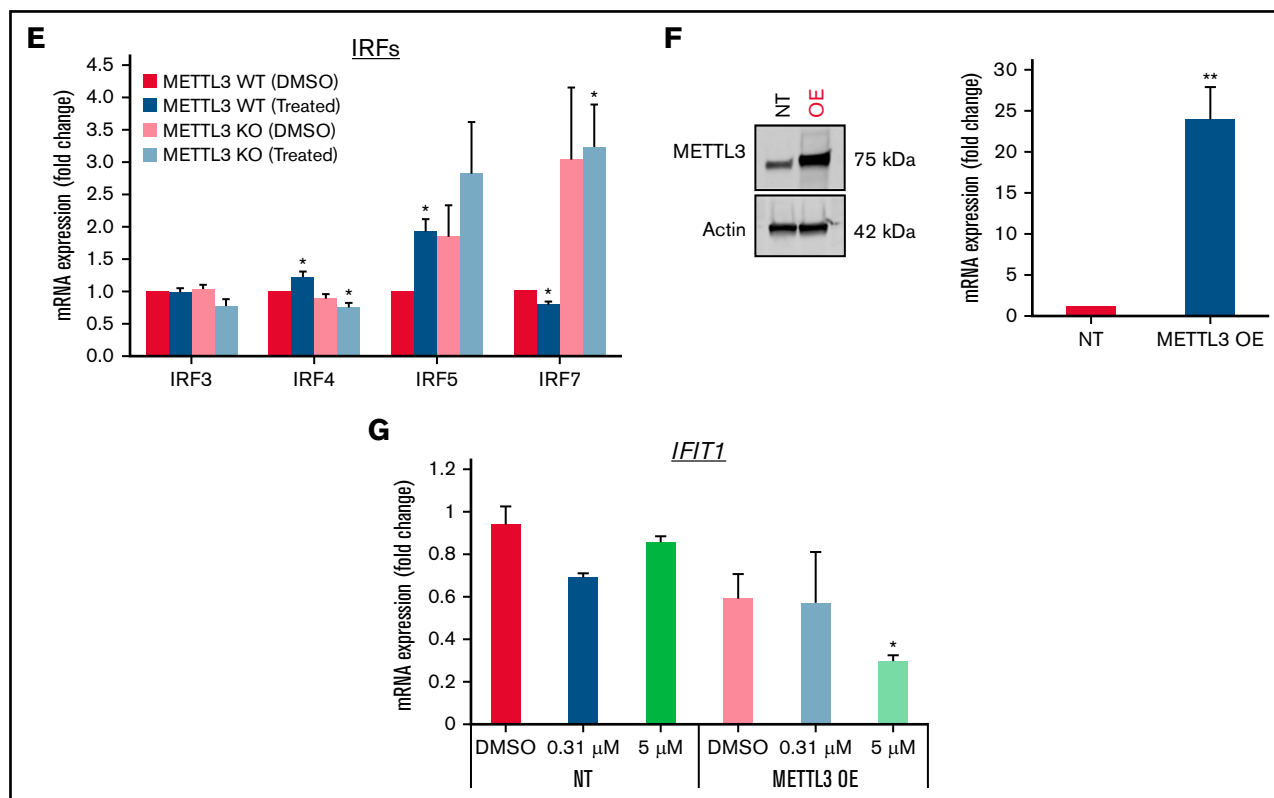 E
IRFs
mRNA expression (fold change)
4.5
4.0
3.5
3.0
2.5
2.0
1.5
1.0
0.5
0.0
METTL3 WT (DMSO)
METTL3 WT (Treated)
METTL3 KO (DMSO)
METTL3 KO (Treated)
*
*
*
*
*
IRF3
IRF4
IRF5
IRF7
F
NT
OE
METTL3
75 kDa
Actin
42 kDa
mRNA expression (fold change)
30
25
20
15
10
5
0
**
NT
METTL3 OE
G
IFIT1
mRNA expression (fold change)
1.2
1
0.8
0.6
0.4
0.2
0
*
DMSO
0.31 μM
5 μM
DMSO
0.31 μM
5 μM
NT
METTL3 OE